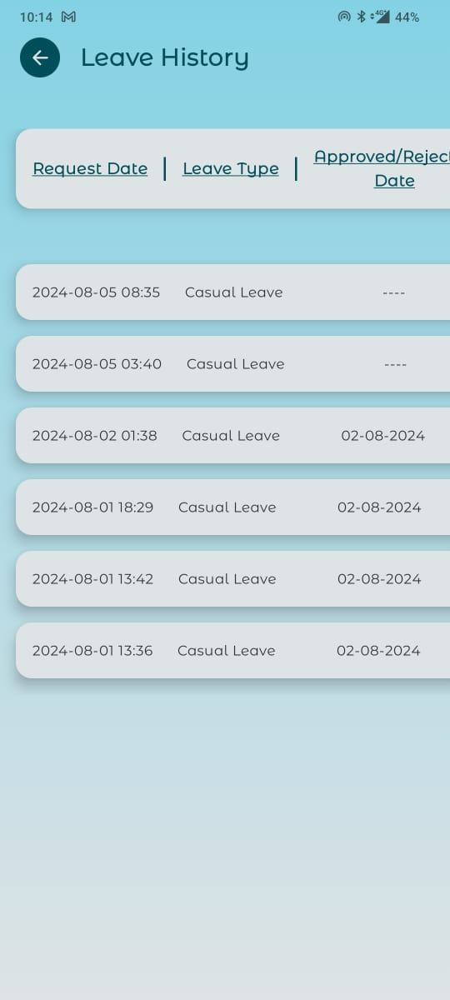 10:14 4G+ 44%
Leave History
Request Date | Leave Type | Approved/Reject
Date
2024-08-05 08:35 Casual Leave ----
2024-08-05 03:40 Casual Leave ----
2024-08-02 01:38 Casual Leave 02-08-2024
2024-08-01 18:29 Casual Leave 02-08-2024
2024-08-01 13:42 Casual Leave 02-08-2024
2024-08-01 13:36 Casual Leave 02-08-2024